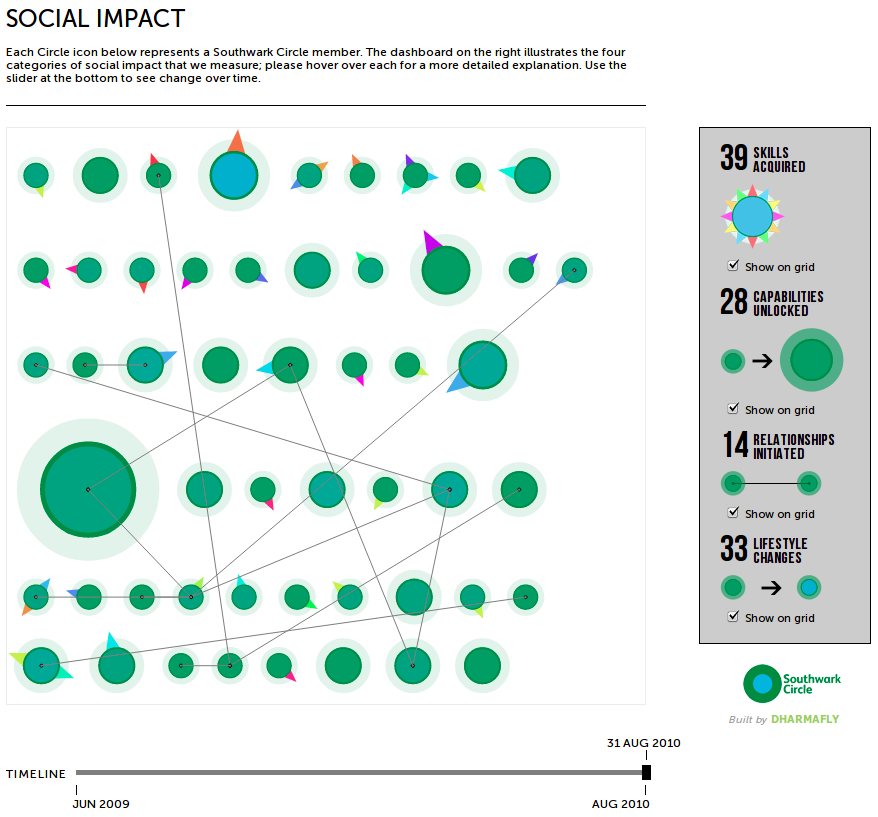 SOCIAL IMPACT
Each Circle icon below represents a Southwark Circle member. The dashboard on the right illustrates the four
categories of social impact that we measure; please hover over each for a more detailed explanation. Use the
slider at the bottom to see change over time.
39 SKILLS
ACQUIRED
Show on grid
28 CAPABILITIES
UNLOCKED
Show on grid
14 RELATIONSHIPS
INITIATED
Show on grid
33 LIFESTYLE
CHANGES
Show on grid
Southwark
Circle
Built by DHARMAFLY
31 AUG 2010
TIMELINE
JUN 2009
AUG 2010